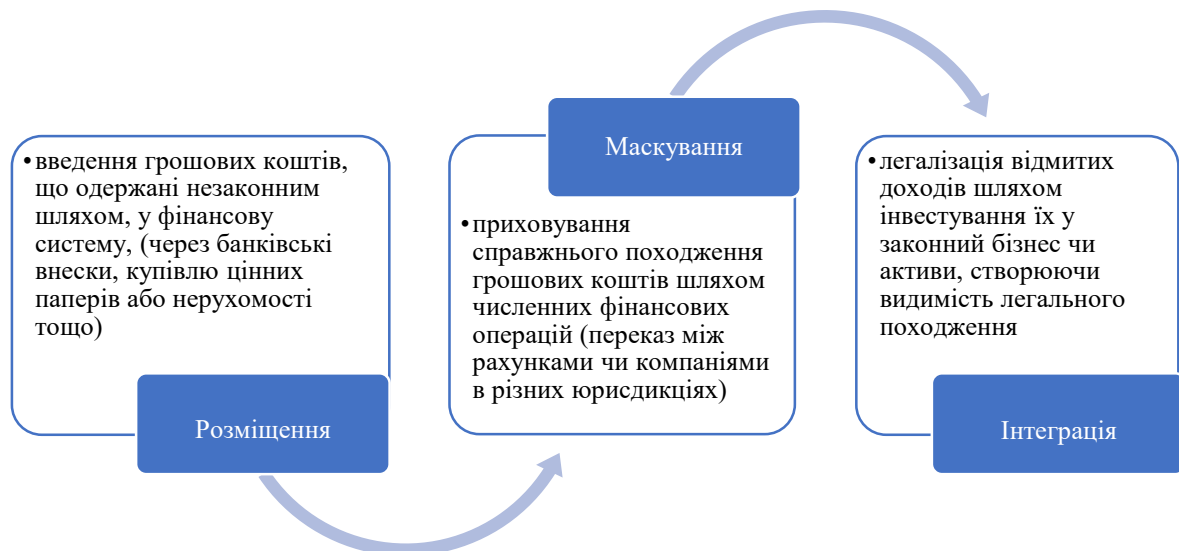 •введення грошових коштів,
що одержані незаконним
шляхом, у фінансову
систему, (через банківські
внески, купівлю цінних
паперів або нерухомості
тощо)
Розміщення
Маскування
•приховування
справжнього походження
грошових коштів шляхом
численних фінансових
операцій (переказ між
рахунками чи компаніями
в різних юрисдикціях)
•легалізація відмитих
доходів шляхом
інвестування їх у
законний бізнес чи
активи, створюючи
видимість легального
походження
Інтеграція